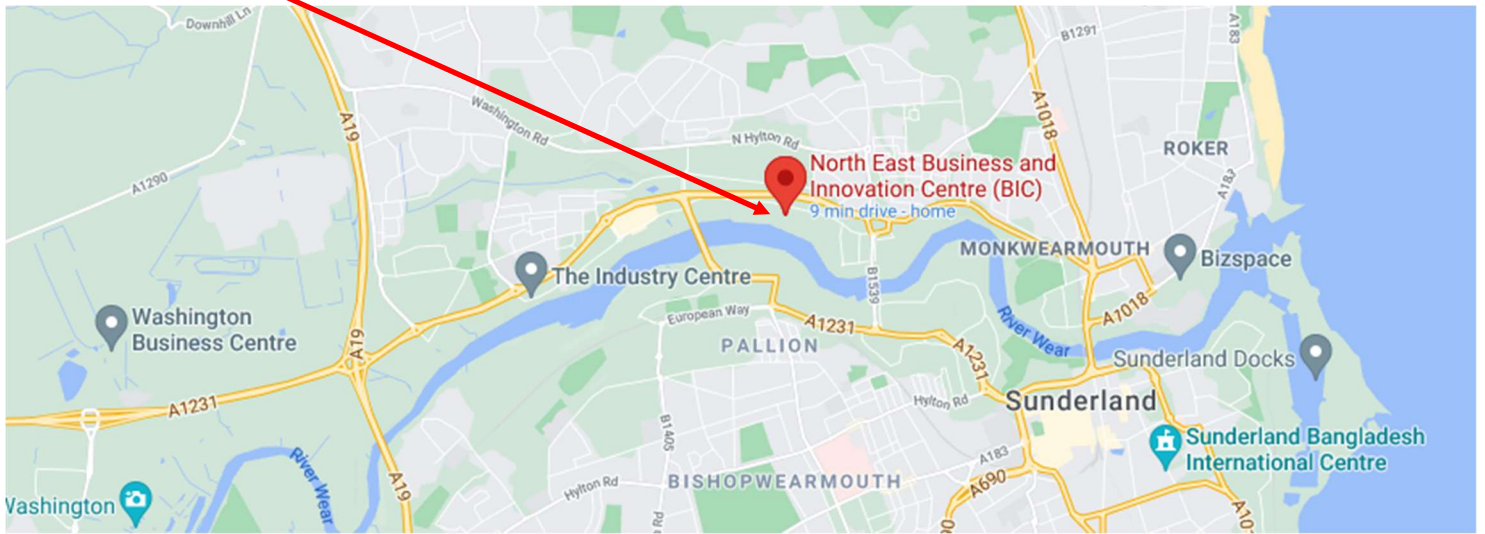 Downhill Ln
A183
B1291
A19
Washington Rd
A1018
N Hylton Rd
ROKER
North East Business and
Innovation Centre (BIC)
9 min drive - home
A1290
A183
MONKWEARMOUTH
Bizspace
The Industry Centre
B1539
Washington
Business Centre
European Way
A1231
River Wear
A1018
A19
PALLION
A1231
Sunderland Docks
A1231
Hylton Rd
Sunderland
B1405
Sunderland Bangladesh
International Centre
A183
River Wear
A19
Hylton Rd
BISHOPWEARMOUTH
A690
Washington
Rd